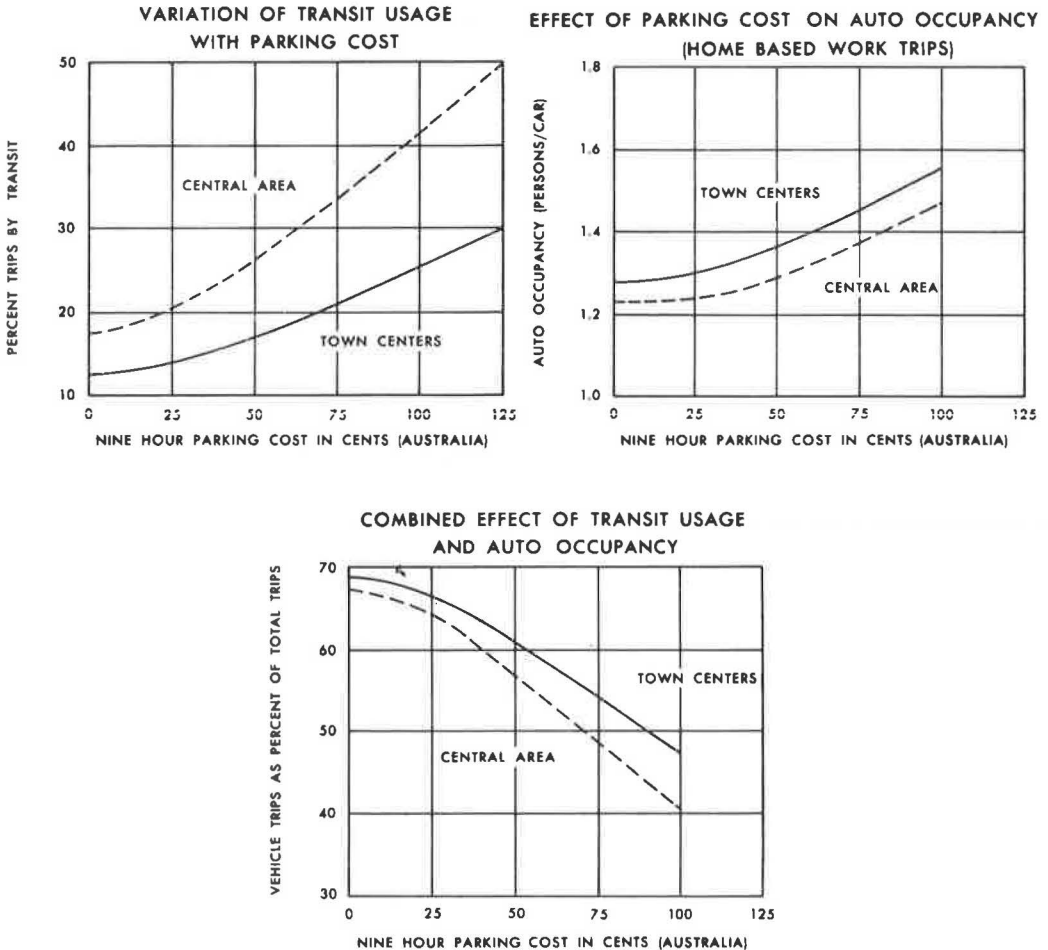 VARIATION OF TRANSIT USAGE
WITH PARKING COST
PERCENT TRIPS BY TRANSIT
50
40
30
20
10
CENTRAL AREA
TOWN CENTERS
0 25 50 75 100 125
NINE HOUR PARKING COST IN CENTS (AUSTRALIA)
EFFECT OF PARKING COST ON AUTO OCCUPANCY
(HOME BASED WORK TRIPS)
AUTO OCCUPANCY (PERSONS/CAR)
1.8
1.6
1.4
1.2
1.0
TOWN CENTERS
CENTRAL AREA
0 25 50 75 100 125
NINE HOUR PARKING COST IN CENTS (AUSTRALIA)
COMBINED EFFECT OF TRANSIT USAGE
AND AUTO OCCUPANCY
VEHICLE TRIPS AS PERCENT OF TOTAL TRIPS
70
60
50
40
30
TOWN CENTERS
CENTRAL AREA
0 25 50 75 100 125
NINE HOUR PARKING COST IN CENTS (AUSTRALIA)